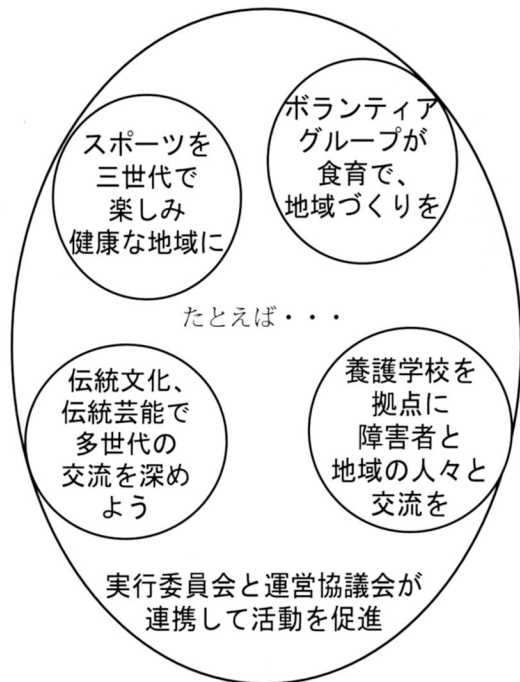 スポーツを
三世代で
楽しみ
健康な地域に
ボランティア
グループが
食育で、
地域づくりを
たとえば・・・
伝統文化、
伝統芸能で
多世代の
交流を深め
よう
養護学校を
拠点に
障害者と
地域の人々と
交流を
実行委員会と運営協議会が
連携して活動を促進